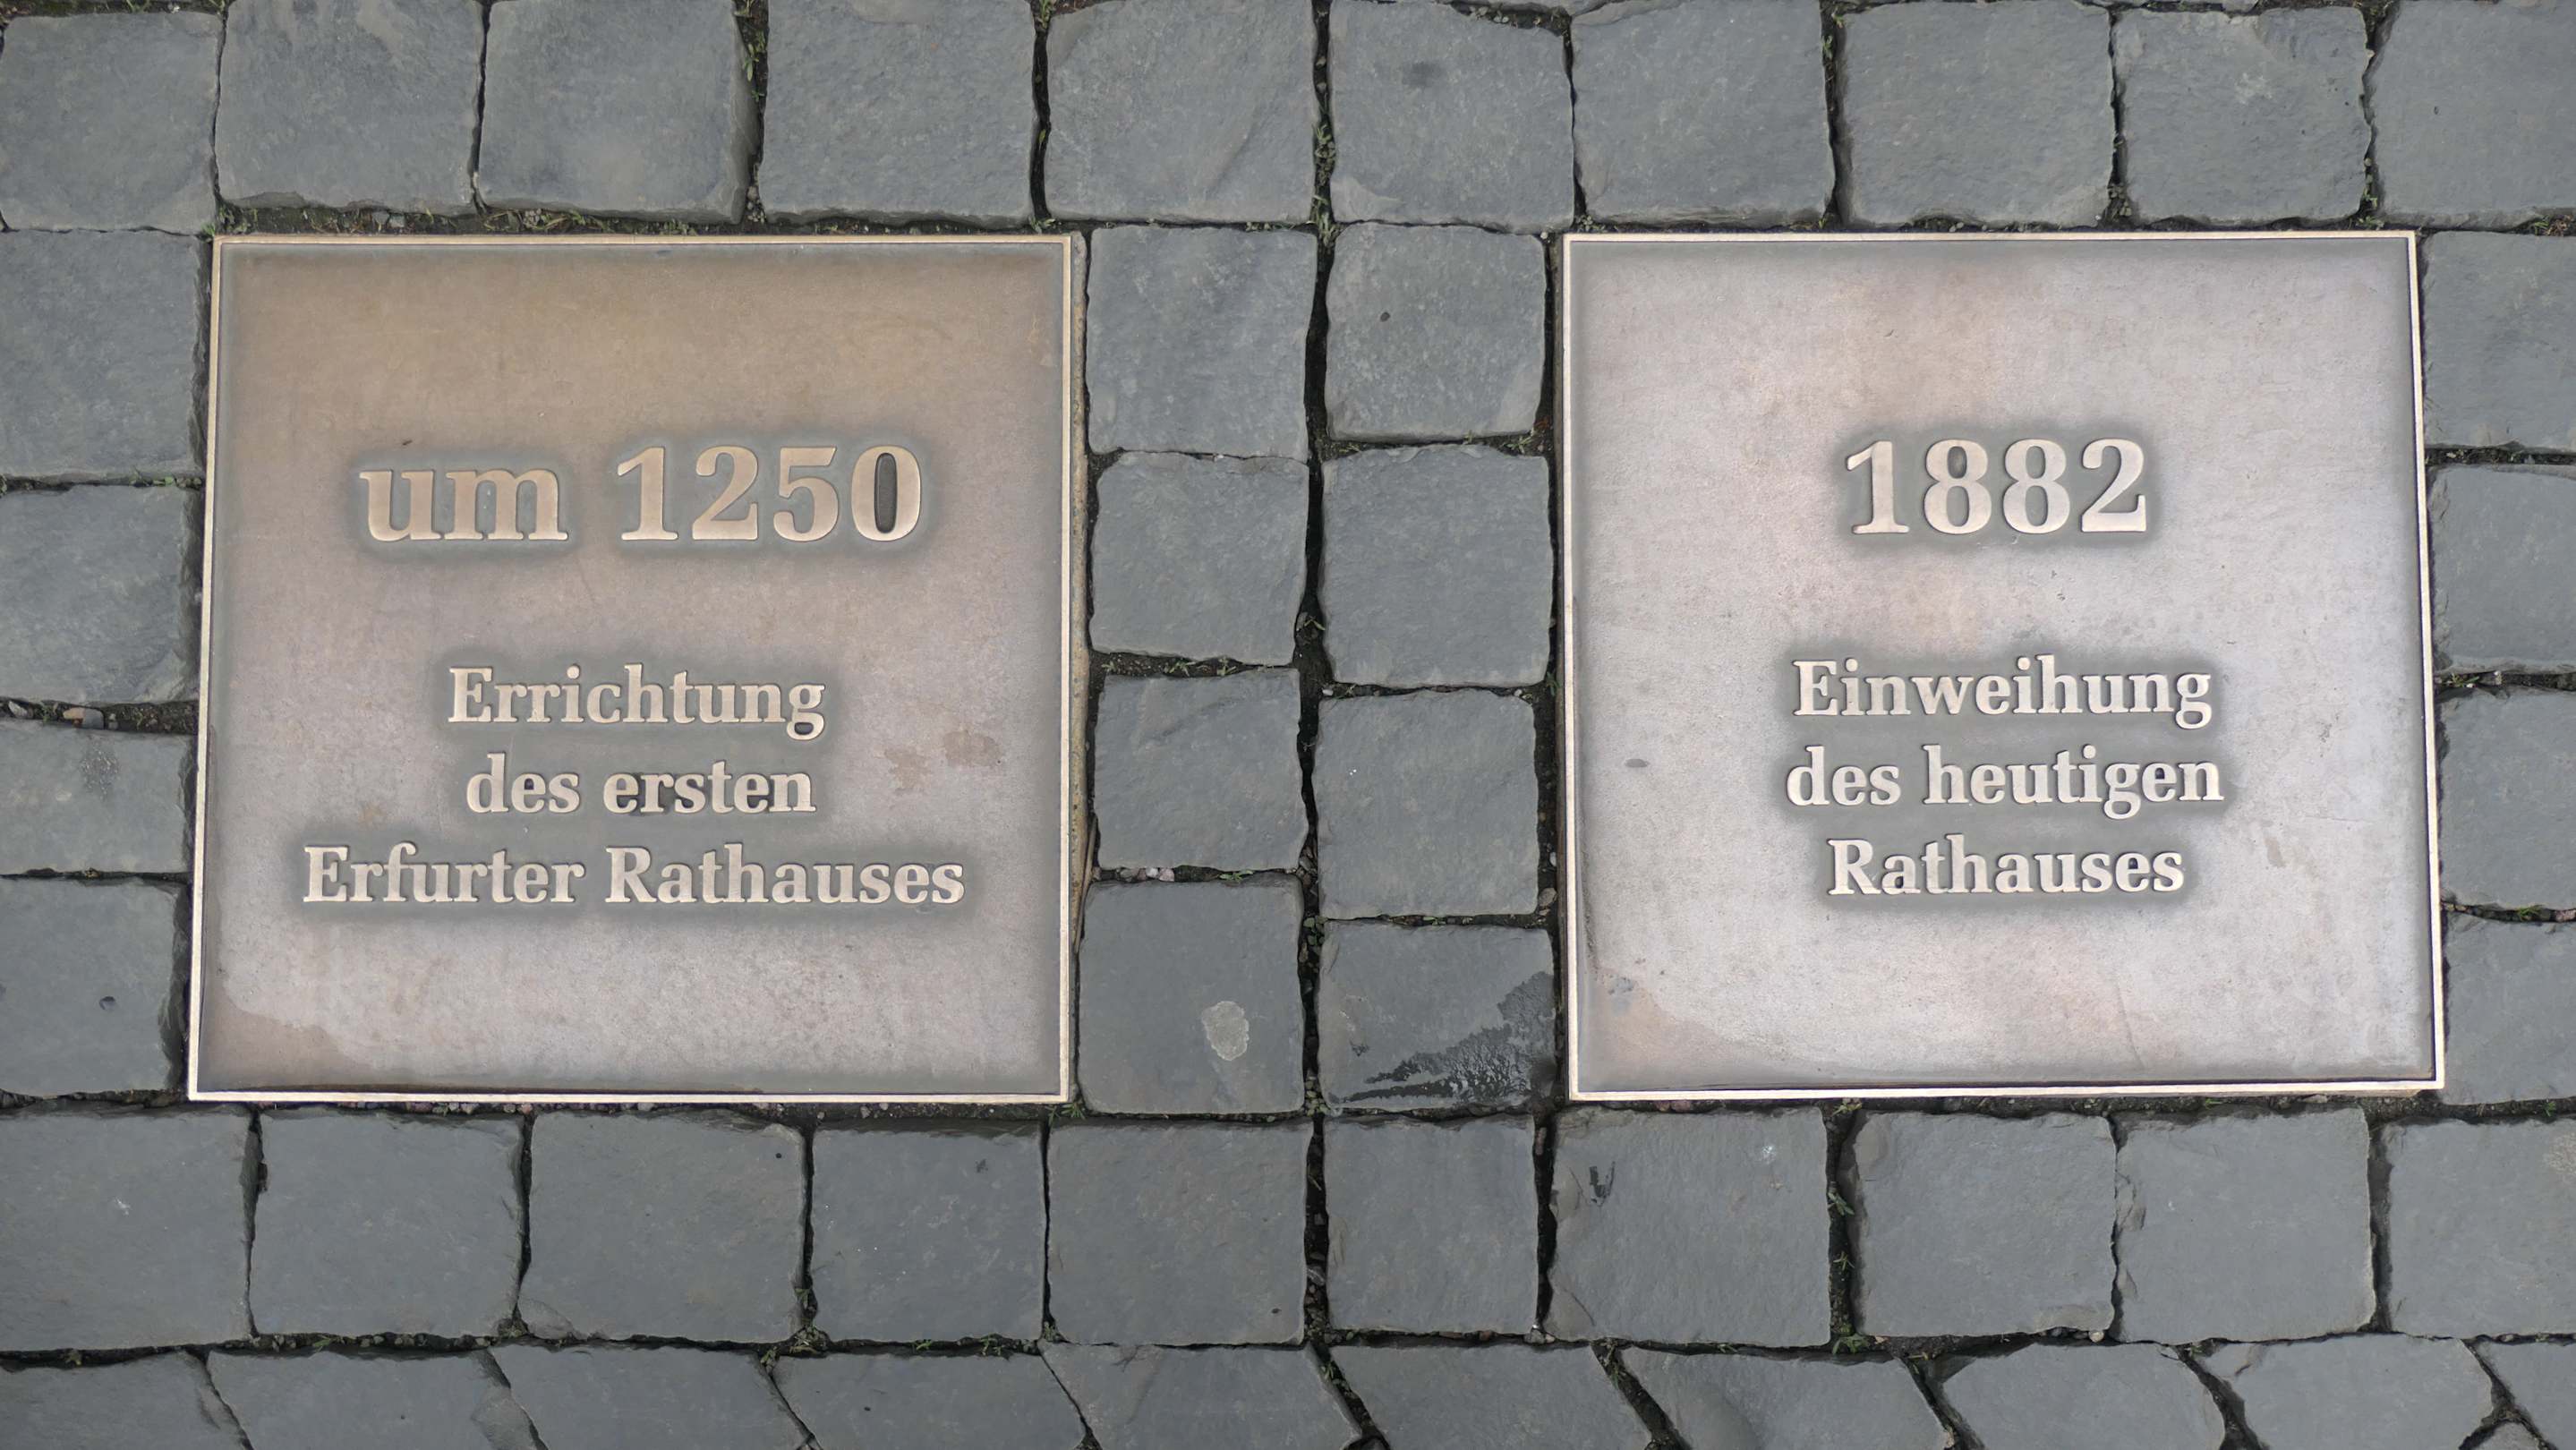 um 1250
Errichtung
des ersten
Erfurter Rathauses
1882
Einweihung
des heutigen
Rathauses